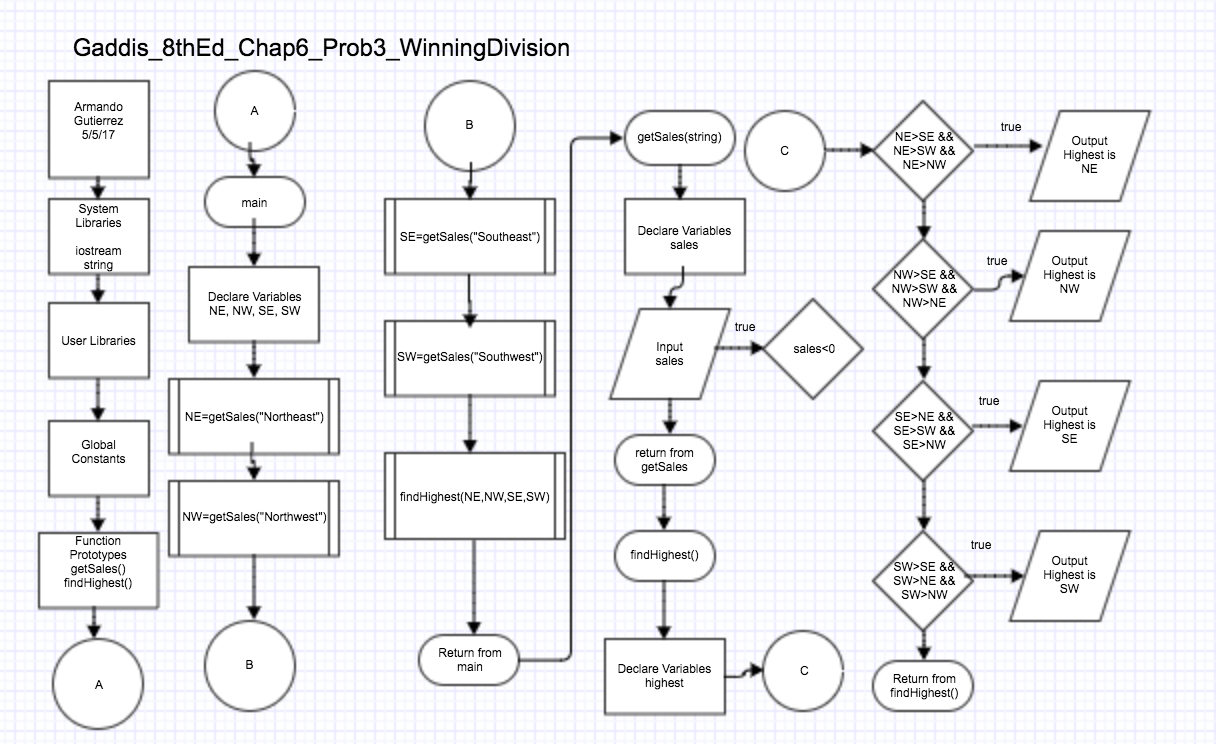 Gaddis_8thEd_Chap6_Prob3_WinningDivision
Armando
Gutierrez
5/5/17
System
Libraries
iostream
string
User Libraries
Global
Constants
Function
Prototypes
getSales()
findHighest()
A
A
main
Declare Variables
NE, NW, SE, SW
NE=getSales("Northeast")
NW=getSales("Northwest")
B
B
SE=getSales("Southeast")
SW=getSales("Southwest")
findHighest(NE,NW,SE,SW)
Return from
main
getSales(string)
Declare Variables
sales
Input
sales
true
sales<0
return from
getSales
findHighest()
Declare Variables
highest
C
C
NE>SE &&
NE>SW &&
NE>NW
true
Output
Highest is
NE
NW>SE &&
NW>SW &&
NW>NE
true
Output
Highest is
NW
SE>NE &&
SE>SW &&
SE>NW
true
Output
Highest is
SE
SW>SE &&
SW>NE &&
SW>NW
true
Output
Highest is
SW
Return from
findHighest()